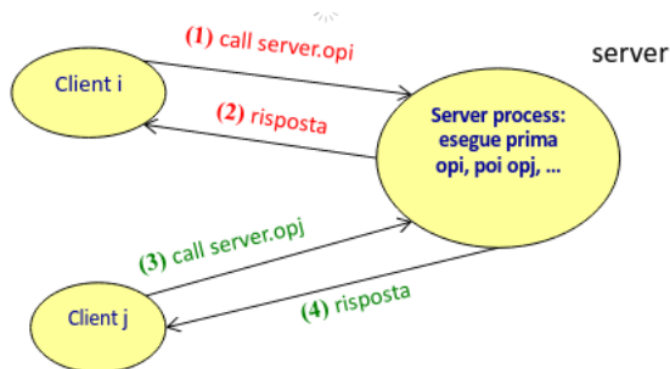 (1) call server.opi
server
Client i
(2) risposta
Server process:
esegue prima
opi, poi opj, ...
(3) call server.opj
Client j
(4) risposta